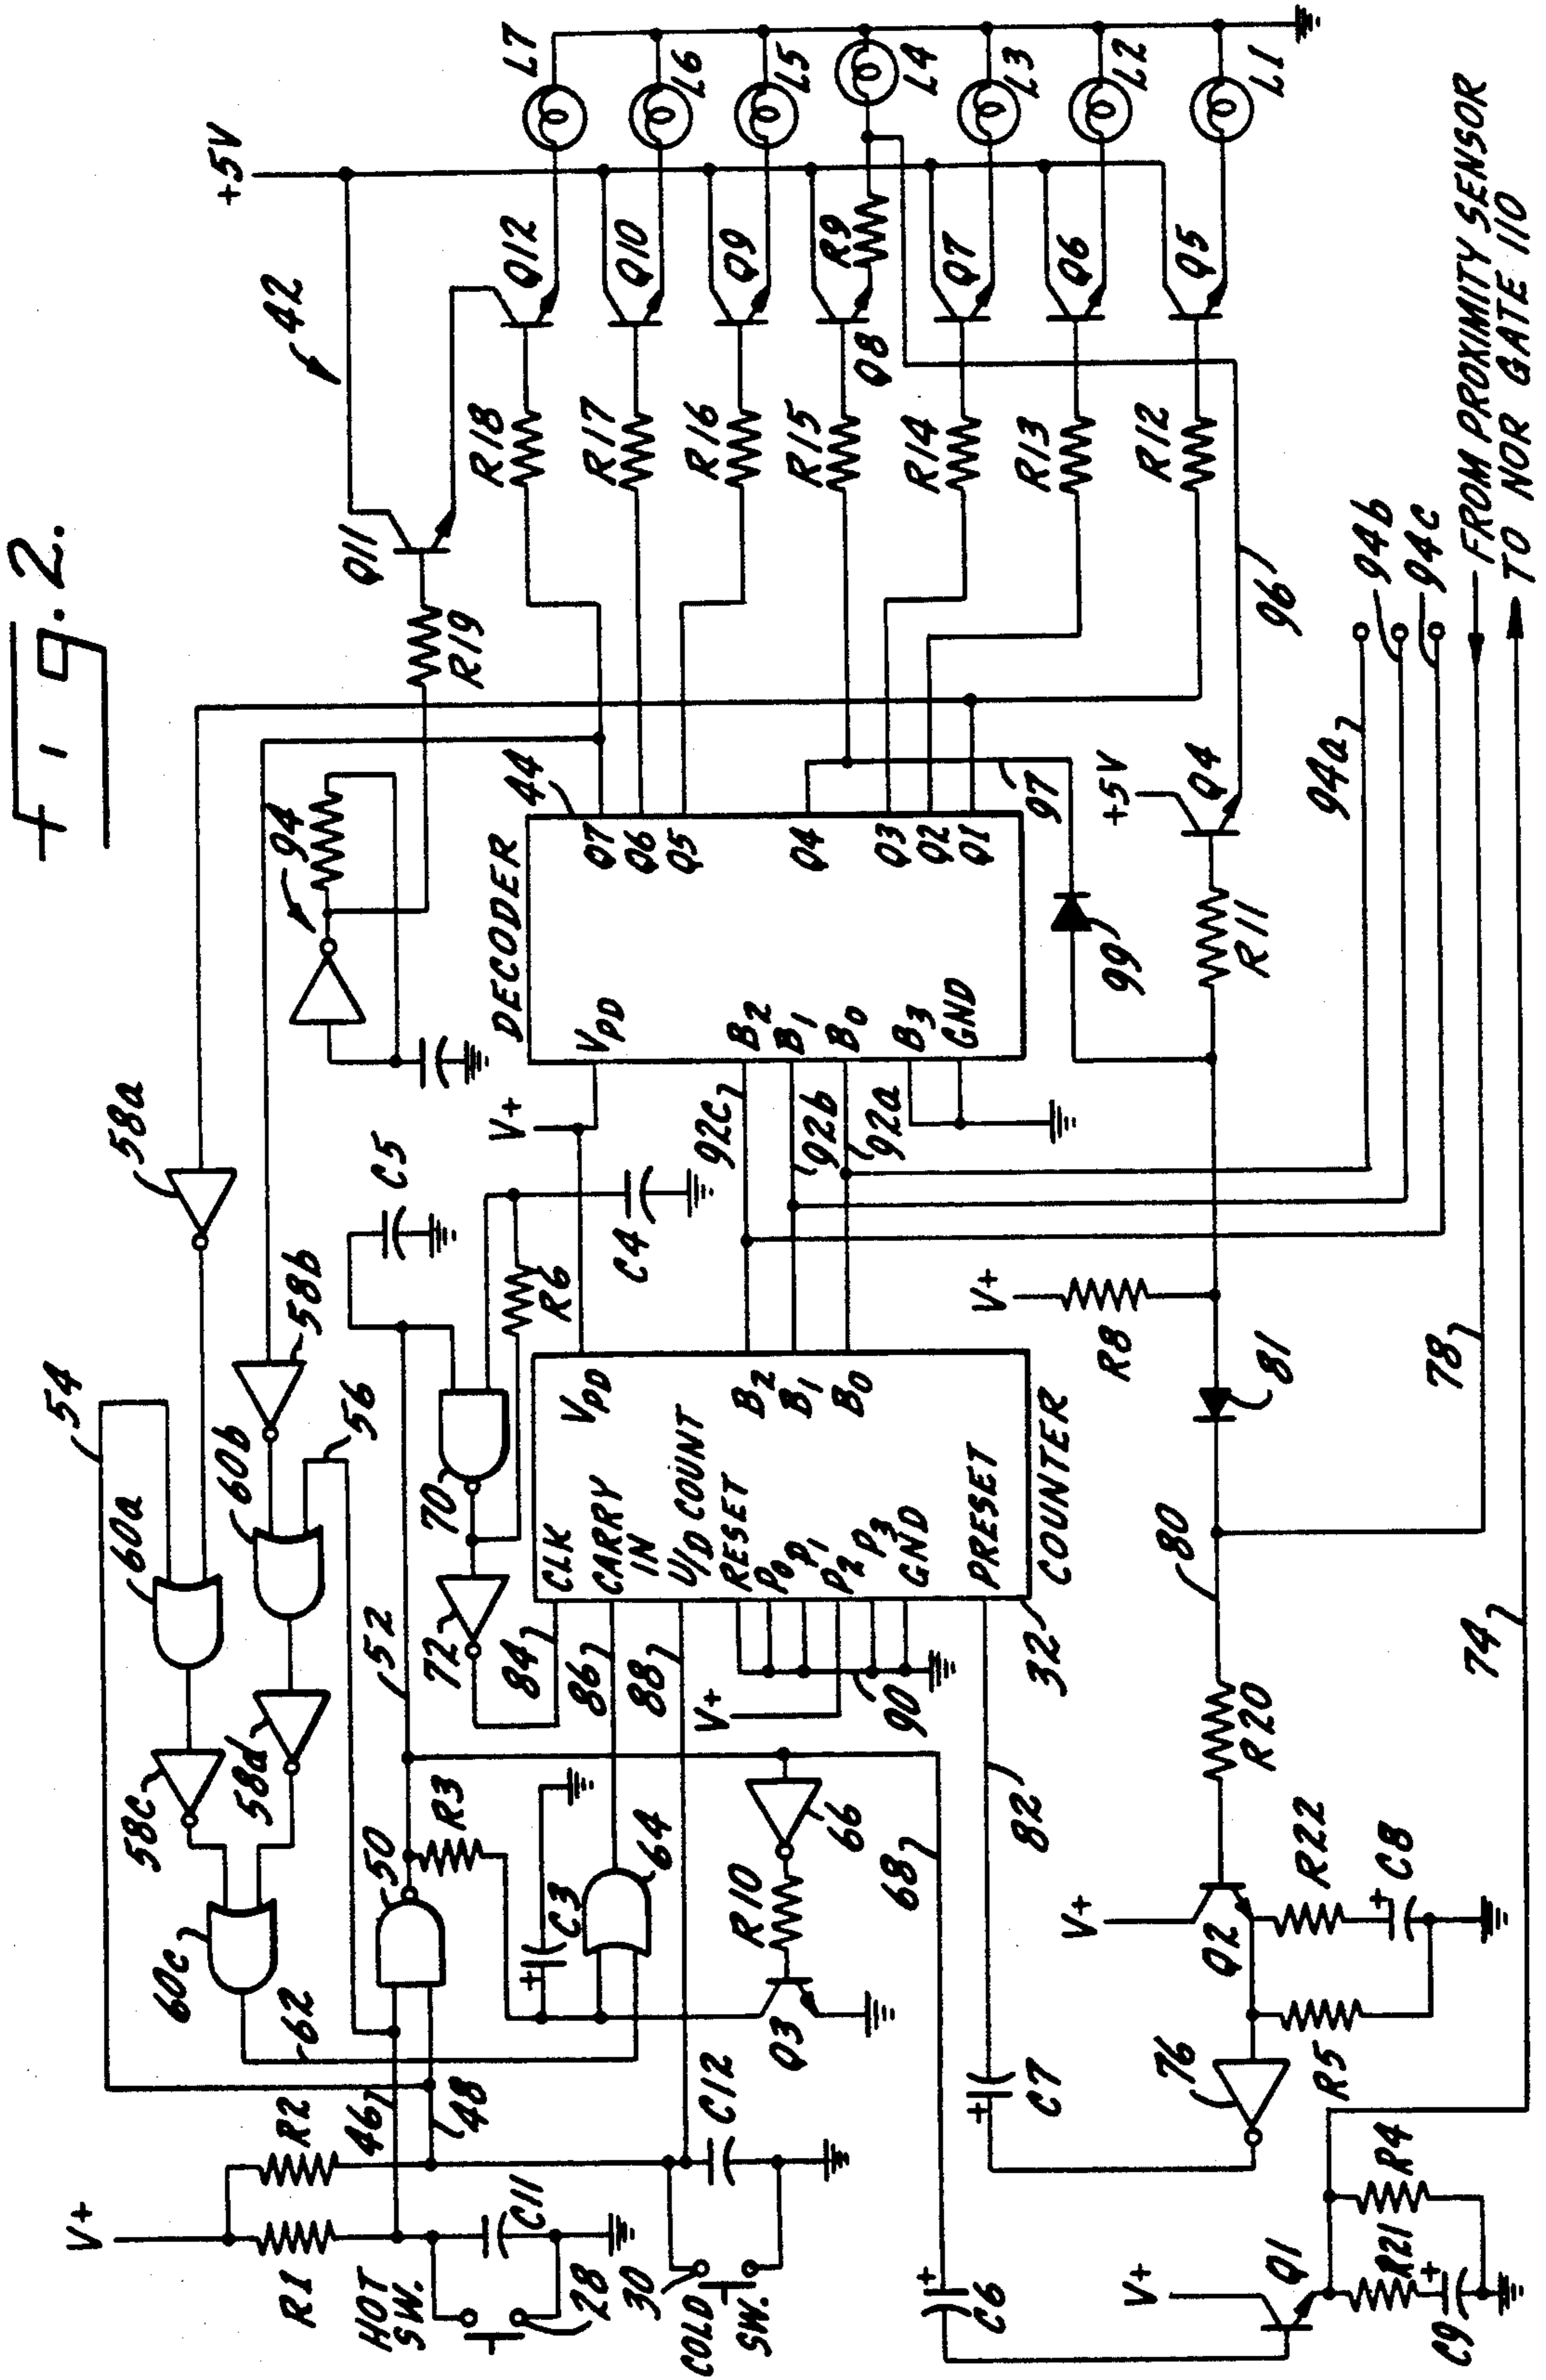 Fig. 2.
42
+5V
L7
L6
L5
L4
L3
L2
L1
Q11
Q12
Q10
Q9
R9
Q8
Q7
Q6
Q5
R19
R18
R17
R16
R15
R14
R13
R12
94
44
DECODER
VPD
Q7
Q6
Q5
Q4
Q3
Q2
Q1
B2
B1
B0
B3
GND
V+
92C
92b
92a
97
99
+5V
Q4
R11
96
94a
94b
94C
FROM PROXIMITY SENSOR
TO NOR GATE 110
58a
58b
54
56
60a
60b
58c
58d
60c
62
C5
C4
R6
70
72
52
50
R3
C3
+
64
CLK
CARRY IN
U/D COUNT
RESET
P0
P1
P2
P3
GND
PRESET
VPD
B2
B1
B0
COUNTER
32
84
86
88
V+
90
82
66
68
R10
Q3
V+
R8
81
80
78
74
R20
V+
Q2
R22
+
C8
R5
76
+
C7
V+
R1
R2
46
48
HOT SW.
C11
28
30
COLD SW.
C12
+
C6
V+
Q1
R21
R4
+
C9